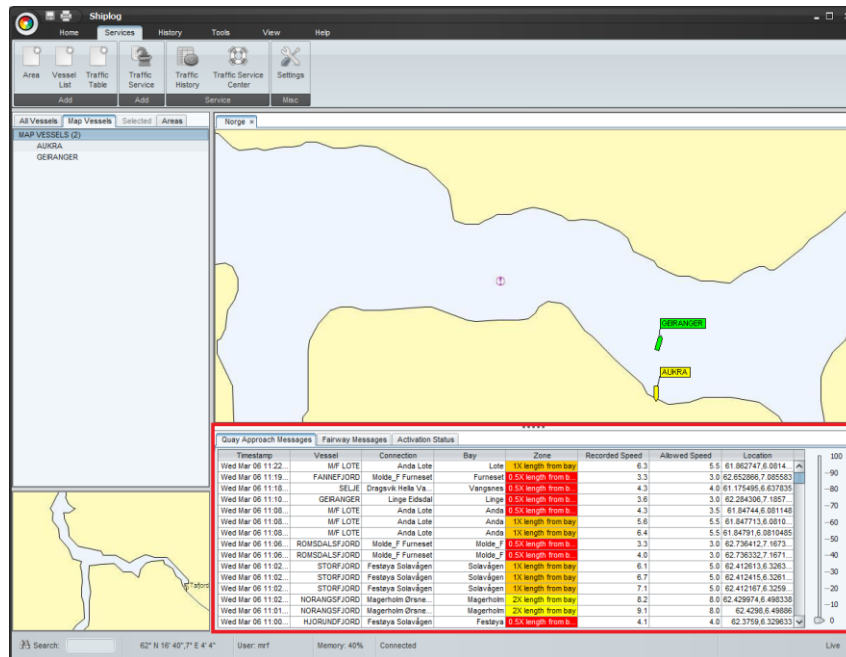 Shiplog
Home Services History Tools View Help
Area Vessel List Traffic Table Traffic Service Traffic History Traffic Service Center Settings
Add Add Service Misc
All Vessels Map Vessels Selected Areas
MAP VESSELS (2)
AUKRA
GEIRANGER
Norge
GEIRANGER
AUKRA
Quay Approach Messages Fairway Messages Activation Status
Timestamp Vessel Connection Bay Zone Recorded Speed Allowed Speed Location
Wed Mar 06 11:22... M/F LOTE Anda Lote Lote 1X length from bay 6.3 5.5 61.862747,6.0814...
Wed Mar 06 11:19... FANNEFJORD Molde_F Furneset Furneset 0.5X length from b... 3.3 3.0 62.652866,7.085583
Wed Mar 06 11:18... SELJE Dragsvik Hella Va... Vangsnes 0.5X length from b... 4.3 4.0 61.175495,6.637835
Wed Mar 06 11:10... GEIRANGER Linge Eidsdal Linge 0.5X length from b... 3.6 3.0 62.284306,7.1857...
Wed Mar 06 11:08... M/F LOTE Anda Lote Anda 0.5X length from b... 4.3 3.5 61.84744,6.081148
Wed Mar 06 11:08... M/F LOTE Anda Lote Anda 1X length from bay 5.6 5.5 61.847713,6.0810...
Wed Mar 06 11:08... M/F LOTE Anda Lote Anda 1X length from bay 6.4 5.5 61.84791,6.0810485
Wed Mar 06 11:06... ROMSDALSFJORD Molde_F Furneset Molde_F 0.5X length from b... 3.3 3.0 62.736412,7.1673...
Wed Mar 06 11:06... ROMSDALSFJORD Molde_F Furneset Molde_F 0.5X length from b... 4.0 3.0 62.736332,7.1671...
Wed Mar 06 11:02... STORFJORD Festøya Solavågen Solavågen 1X length from bay 6.1 5.0 62.412613,6.3263...
Wed Mar 06 11:02... STORFJORD Festøya Solavågen Solavågen 1X length from bay 6.7 5.0 62.412415,6.3261...
Wed Mar 06 11:02... STORFJORD Festøya Solavågen Solavågen 1X length from bay 7.1 5.0 62.412167,6.3259...
Wed Mar 06 11:02... NORANGSFJORD Magerholm Ørsne... Magerholm 2X length from bay 8.2 8.0 62.429974,6.498338
Wed Mar 06 11:01... NORANGSFJORD Magerholm Ørsne... Magerholm 2X length from bay 9.1 8.0 62.4298,6.49886
Wed Mar 06 11:00... HJORUNDFJORD Festøya Solavågen Festøya 0.5X length from b... 4.1 4.0 62.3759,6.329633
100
90
80
70
60
50
40
30
20
10
0
Tafjord
Search: 62° N 16' 40",7° E 4' 4" User: mrf Memory: 40% Connected Live